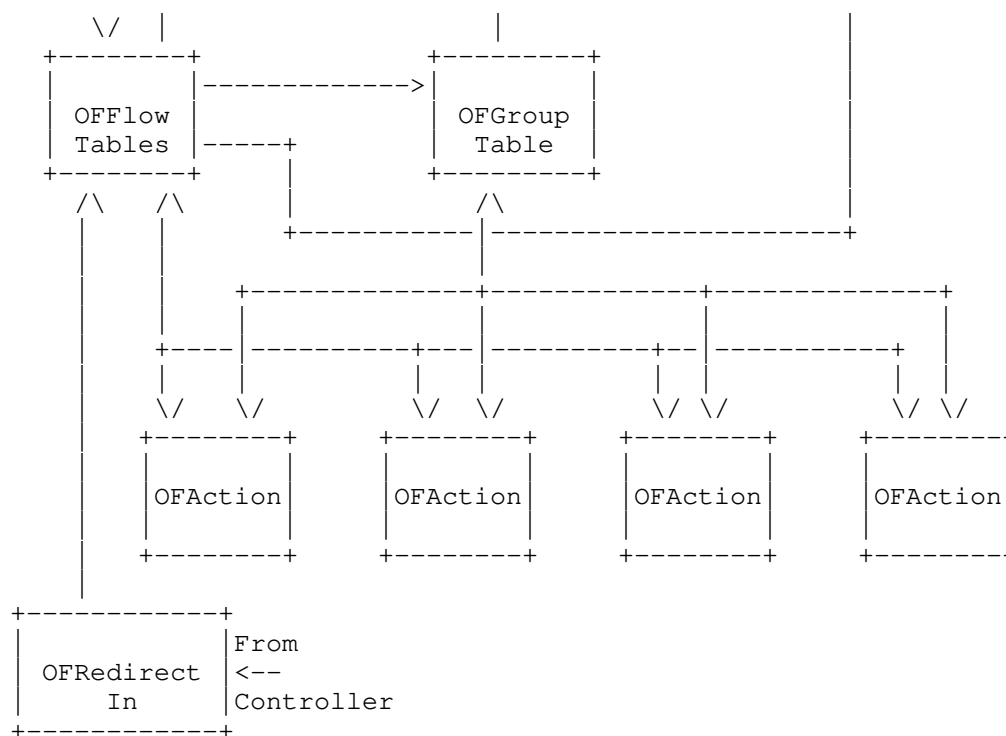 OFFlow
Tables
OFGroup
Table
OFAction
OFAction
OFAction
OFAction
From
OFRedirect
<--
In
Controller